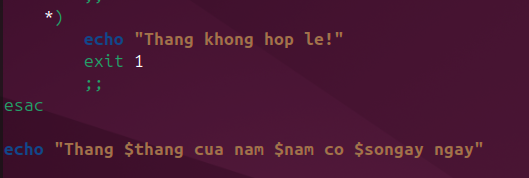 ;;
*)
echo "Thang khong hop le!"
exit 1
;;
esac
echo "Thang $thang cua nam $nam co $songay ngay"